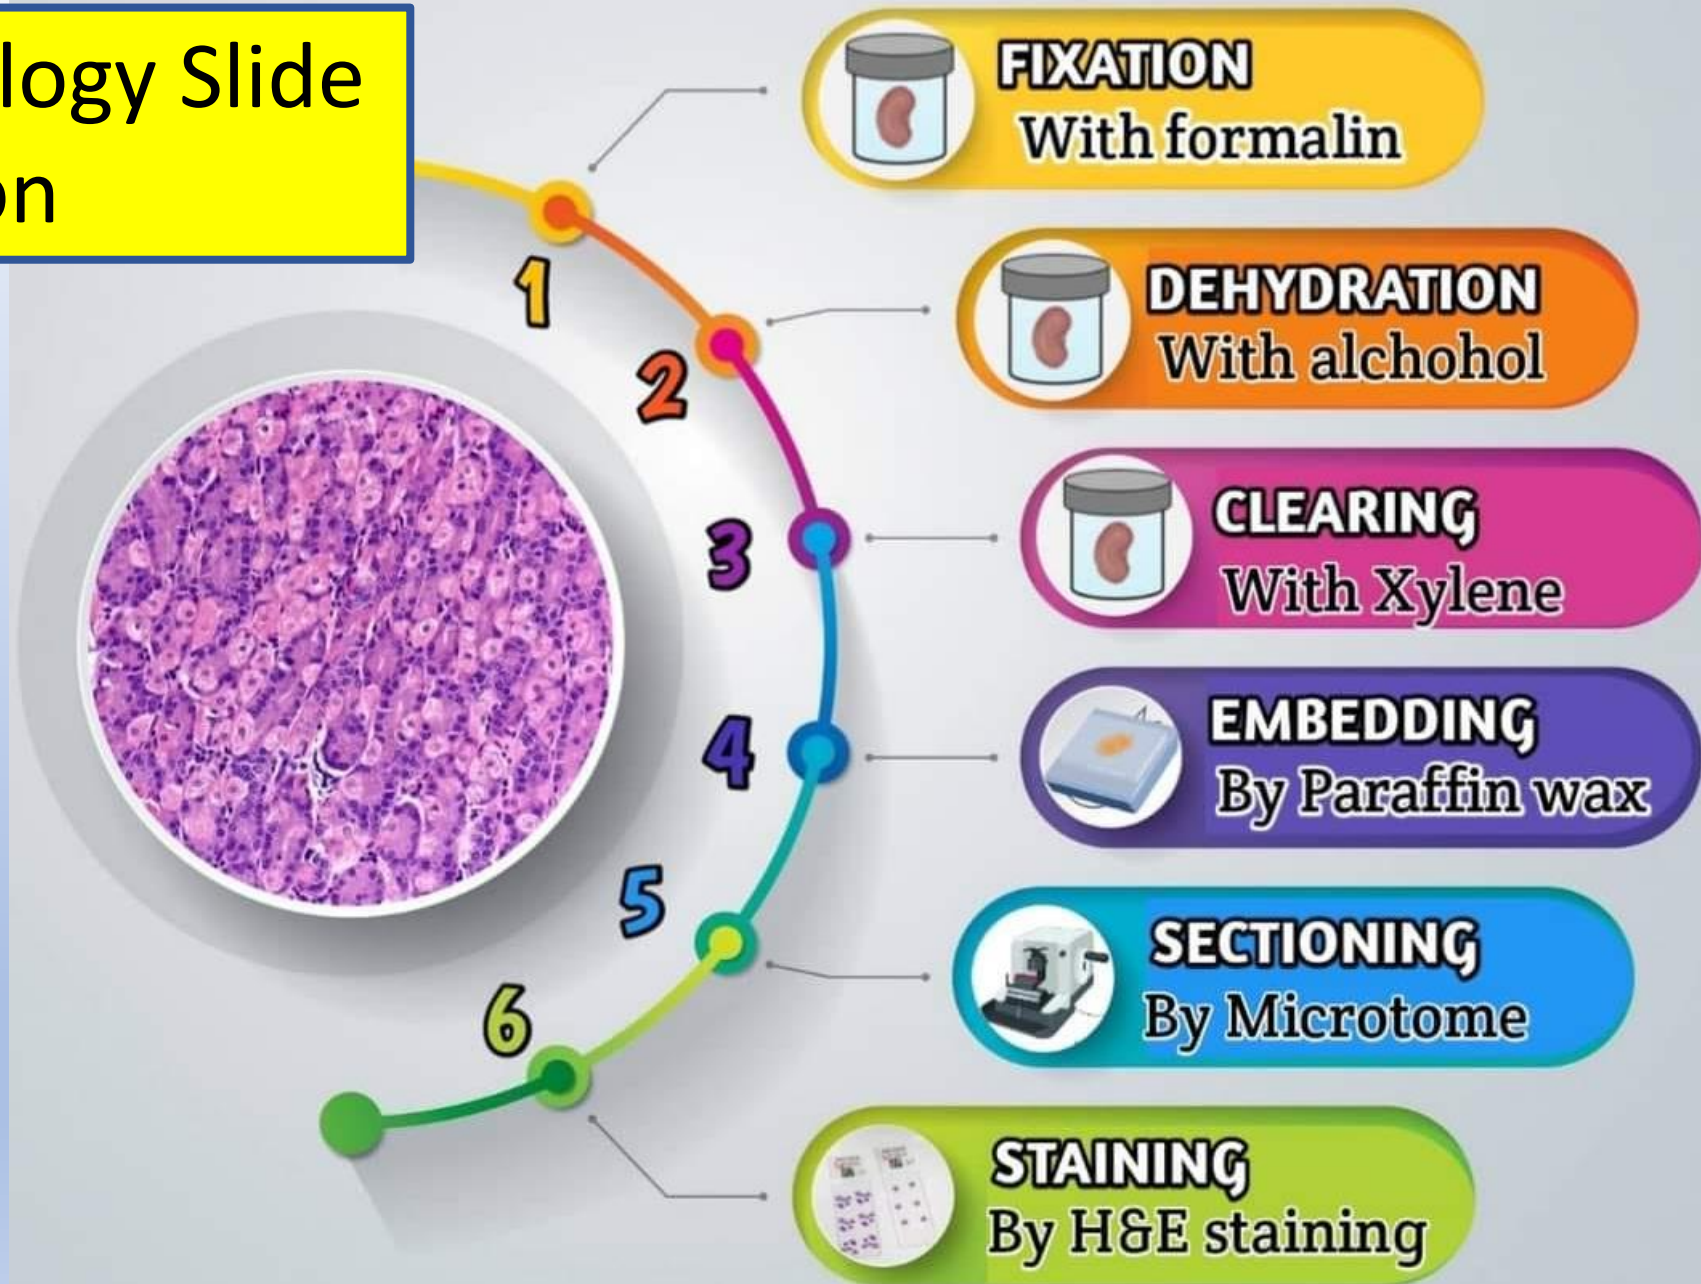 logy Slide
on
1
FIXATION
With formalin
2
DEHYDRATION
With alchohol
3
CLEARING
With Xylene
4
EMBEDDING
By Paraffin wax
5
SECTIONING
By Microtome
6
STAINING
By H&E staining